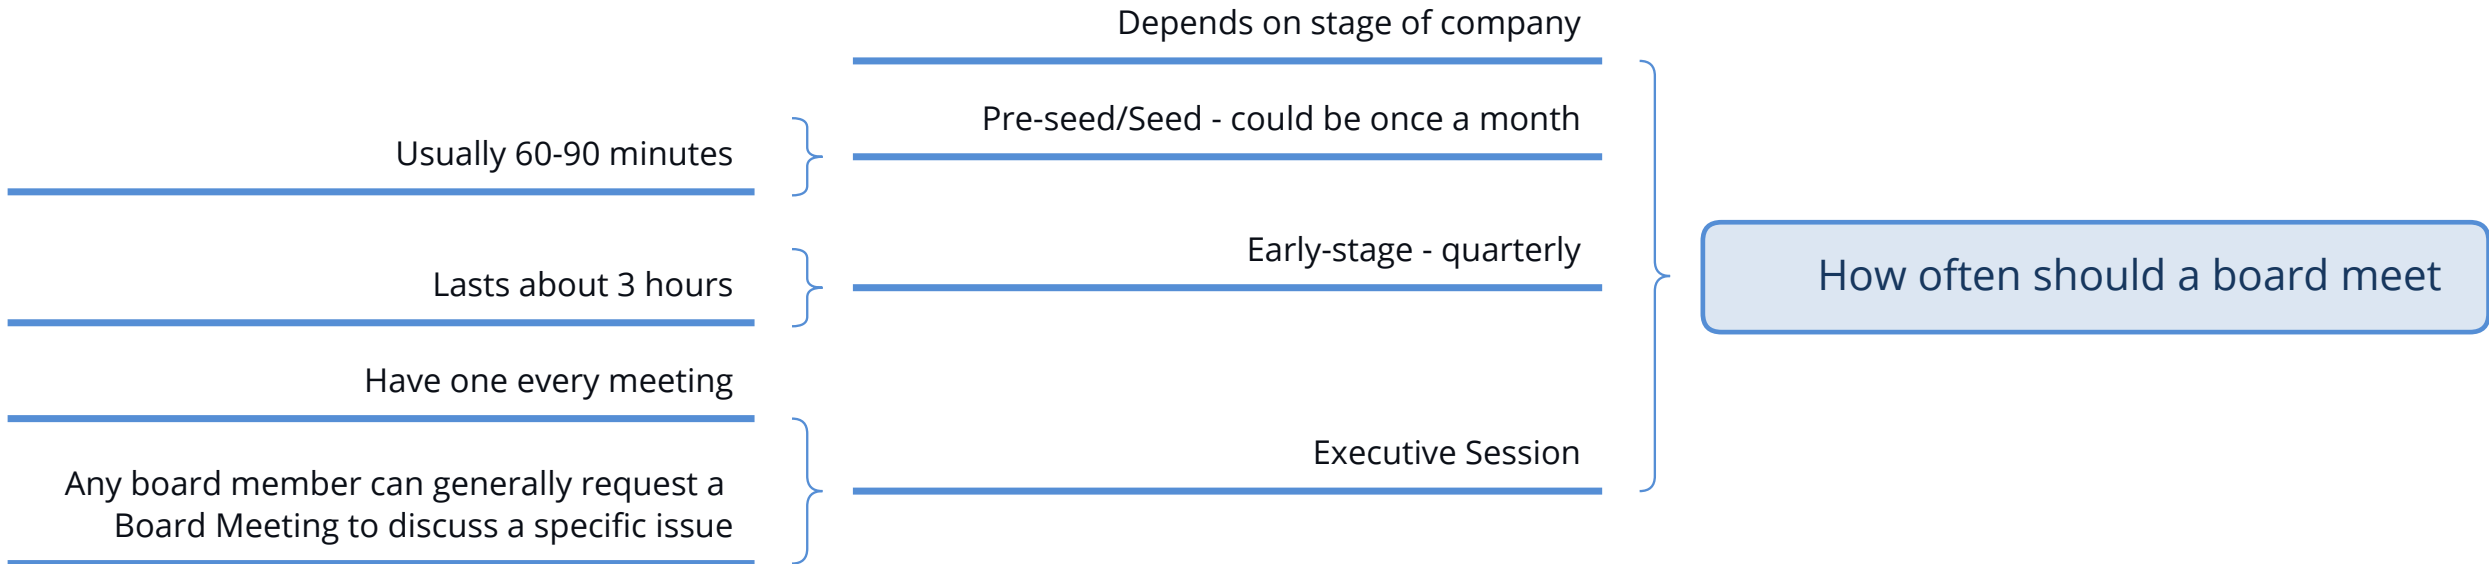 How often should a board meet
Depends on stage of company
Pre-seed/Seed - could be once a month
Usually 60-90 minutes
Early-stage - quarterly
Lasts about 3 hours
Executive Session
Have one every meeting
Any board member can generally request a
Board Meeting to discuss a specific issue